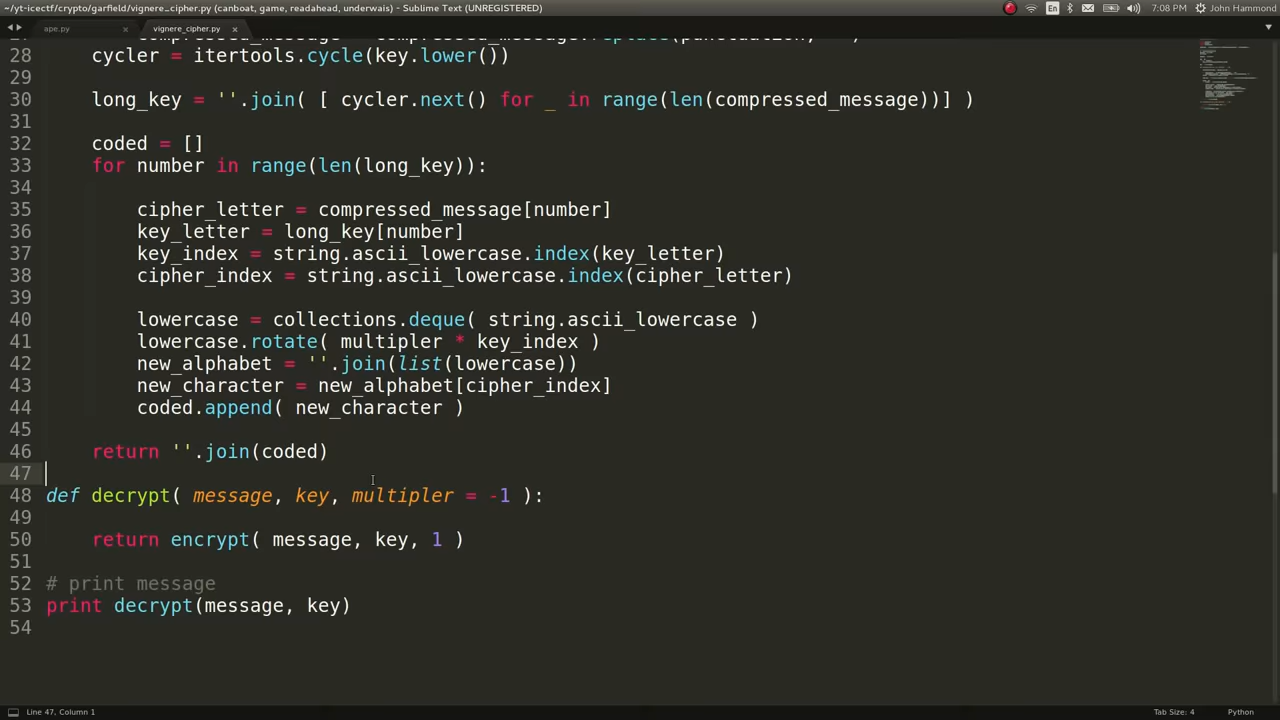 ~/yt-icectf/crypto/garfield/vignere_cipher.py (canboat, game, readahead, underwais) - Sublime Text (UNREGISTERED)
En
7:08 PM
John Hammond
ape.py
vignere_cipher.py
28 cycler = itertools.cycle(key.lower())
29
30 long_key = ''.join( [ cycler.next() for _ in range(len(compressed_message))] )
31
32 coded = []
33 for number in range(len(long_key)):
34
35 cipher_letter = compressed_message[number]
36 key_letter = long_key[number]
37 key_index = string.ascii_lowercase.index(key_letter)
38 cipher_index = string.ascii_lowercase.index(cipher_letter)
39
40 lowercase = collections.deque( string.ascii_lowercase )
41 lowercase.rotate( multipler * key_index )
42 new_alphabet = ''.join(list(lowercase))
43 new_character = new_alphabet[cipher_index]
44 coded.append( new_character )
45
46 return ''.join(coded)
47
48 def decrypt( message, key, multipler = -1 ):
49
50 return encrypt( message, key, 1 )
51
52 # print message
53 print decrypt(message, key)
54
Line 47, Column 1
Tab Size: 4
Python